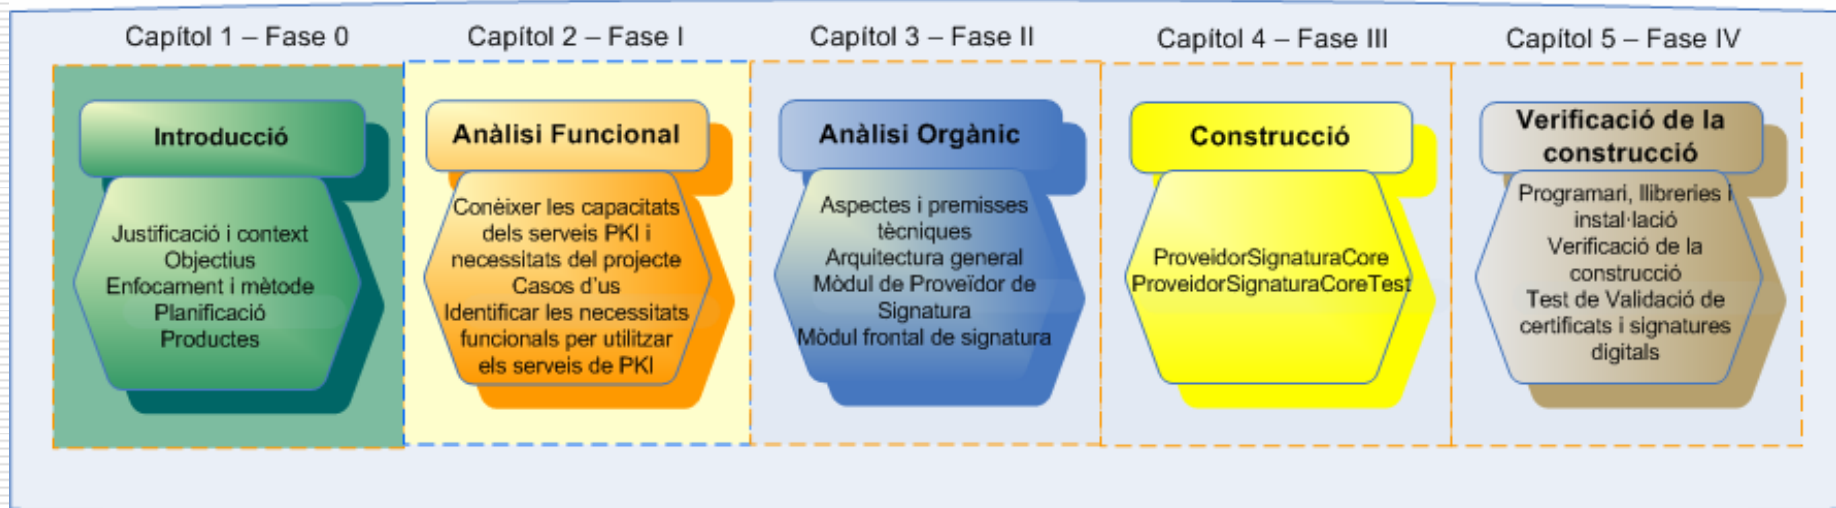 Capítol 1 – Fase 0
Capítol 2 – Fase I
Capítol 3 – Fase II
Capítol 4 – Fase III
Capítol 5 – Fase IV
Introducció
Justificació i context
Objectius
Enfocament i mètode
Planificació
Productes
Anàlisi Funcional
Conèixer les capacitats
dels serveis PKI i
necessitats del projecte
Casos d'us
Identificar les necessitats
funcionals per utilitzar
els serveis de PKI
Anàlisi Orgànic
Aspectes i premisses
tècniques
Arquitectura general
Mòdul de Proveïdor de
Signatura
Mòdul frontal de signatura
Construcció
ProveidorSignaturaCore
ProveidorSignaturaCoreTest
Verificació de la
construcció
Programari, llibreries i
instal·lació
Verificació de la
construcció
Test de Validació de
certificats i signatures
digitals